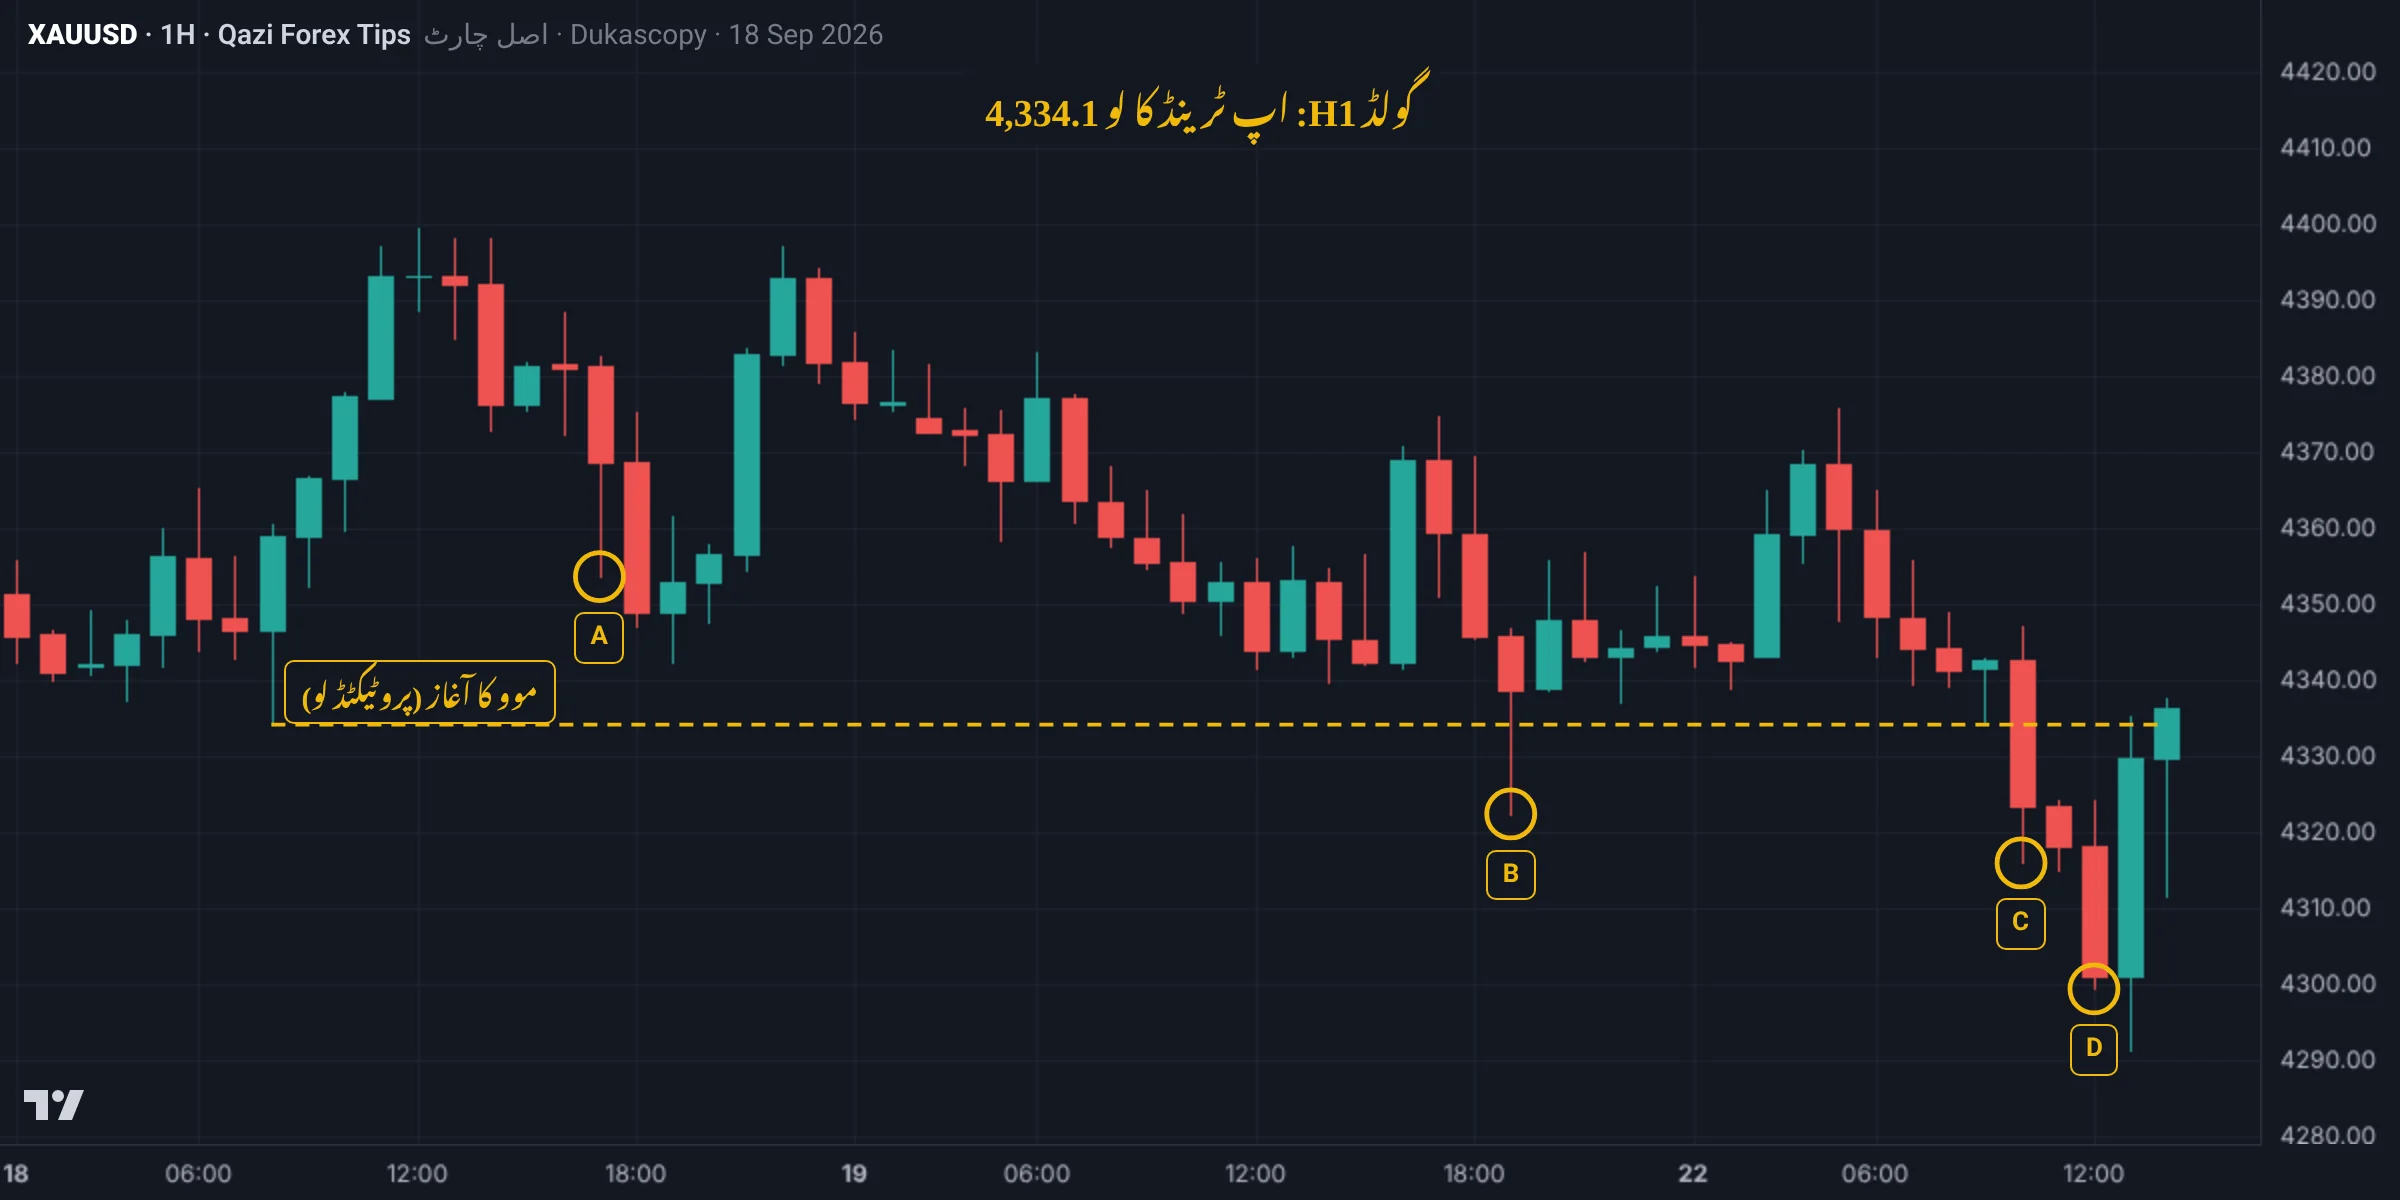 XAUUSD · 1H · Qazi Forex Tips اصل چارٹ · Dukascopy · 18 Sep 2026
گولڈ H1: اپ ٹرینڈ کا لو 4,334.1
4420.00
4410.00
4400.00
4390.00
4380.00
4370.00
4360.00
4350.00
4340.00
4330.00
4320.00
4310.00
4300.00
4290.00
4280.00
A
موو کا آغاز (پروٹیکٹڈ لو)
B
C
D
18 06:00 12:00 18:00 19 06:00 12:00 18:00 22 06:00 12:00